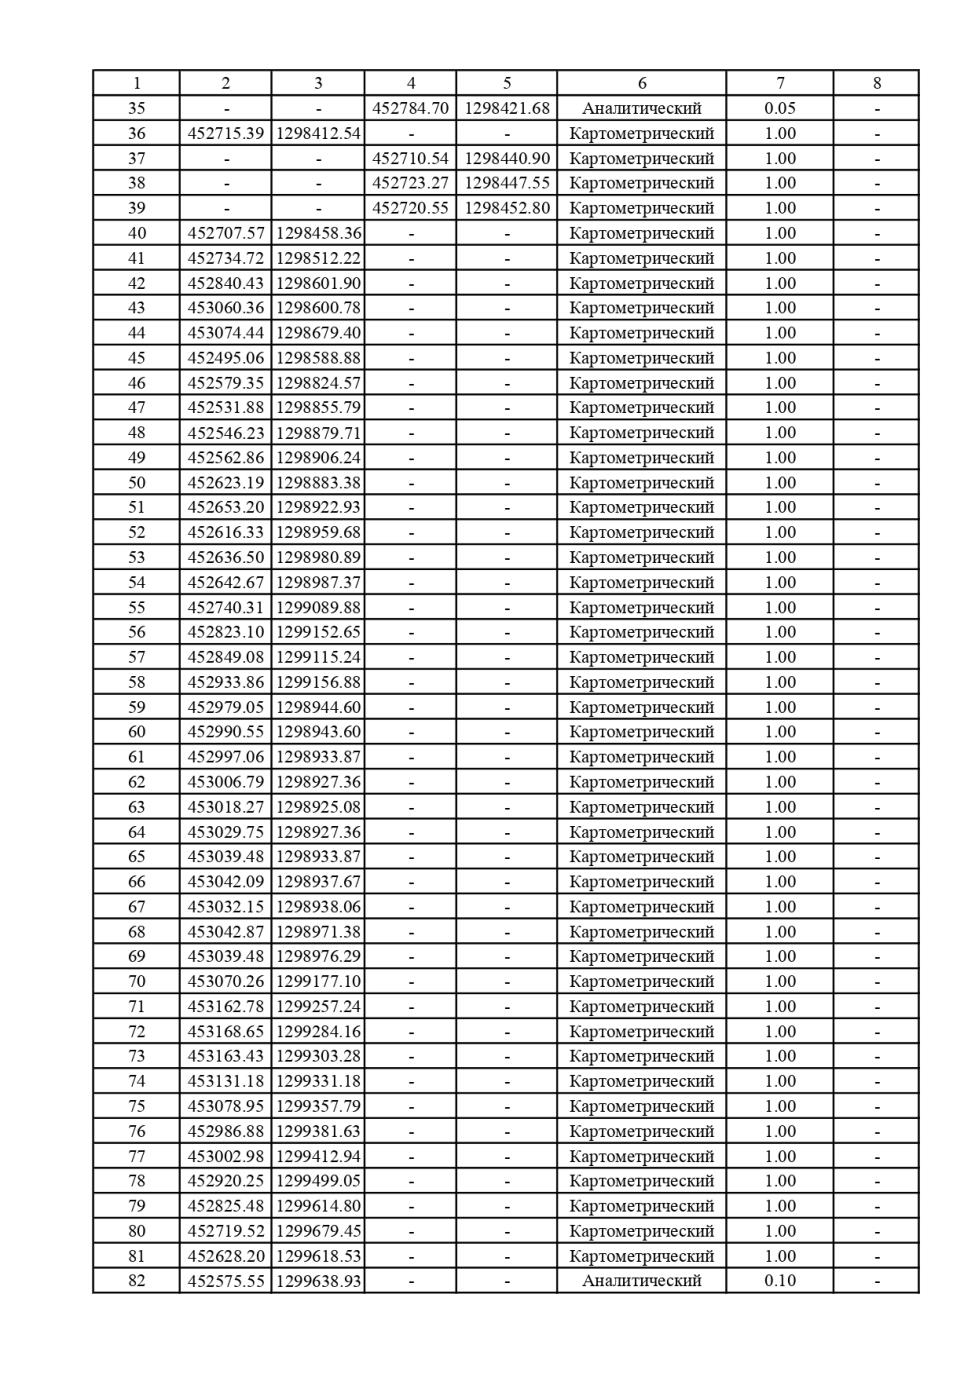 1 2 3 4 5 6 7 8
35 - - 452784.70 1298421.68 Аналитический 0.05 -
36 452715.39 1298412.54 - - Картометрический 1.00 -
37 - - 452710.54 1298440.90 Картометрический 1.00 -
38 - - 452723.27 1298447.55 Картометрический 1.00 -
39 - - 452720.55 1298452.80 Картометрический 1.00 -
40 452707.57 1298458.36 - - Картометрический 1.00 -
41 452734.72 1298512.22 - - Картометрический 1.00 -
42 452840.43 1298601.90 - - Картометрический 1.00 -
43 453060.36 1298600.78 - - Картометрический 1.00 -
44 453074.44 1298679.40 - - Картометрический 1.00 -
45 452495.06 1298588.88 - - Картометрический 1.00 -
46 452579.35 1298824.57 - - Картометрический 1.00 -
47 452531.88 1298855.79 - - Картометрический 1.00 -
48 452546.23 1298879.71 - - Картометрический 1.00 -
49 452562.86 1298906.24 - - Картометрический 1.00 -
50 452623.19 1298883.38 - - Картометрический 1.00 -
51 452653.20 1298922.93 - - Картометрический 1.00 -
52 452616.33 1298959.68 - - Картометрический 1.00 -
53 452636.50 1298980.89 - - Картометрический 1.00 -
54 452642.67 1298987.37 - - Картометрический 1.00 -
55 452740.31 1299089.88 - - Картометрический 1.00 -
56 452823.10 1299152.65 - - Картометрический 1.00 -
57 452849.08 1299115.24 - - Картометрический 1.00 -
58 452933.86 1299156.88 - - Картометрический 1.00 -
59 452979.05 1298944.60 - - Картометрический 1.00 -
60 452990.55 1298943.60 - - Картометрический 1.00 -
61 452997.06 1298933.87 - - Картометрический 1.00 -
62 453006.79 1298927.36 - - Картометрический 1.00 -
63 453018.27 1298925.08 - - Картометрический 1.00 -
64 453029.75 1298927.36 - - Картометрический 1.00 -
65 453039.48 1298933.87 - - Картометрический 1.00 -
66 453042.09 1298937.67 - - Картометрический 1.00 -
67 453032.15 1298938.06 - - Картометрический 1.00 -
68 453042.87 1298971.38 - - Картометрический 1.00 -
69 453039.48 1298976.29 - - Картометрический 1.00 -
70 453070.26 1299177.10 - - Картометрический 1.00 -
71 453162.78 1299257.24 - - Картометрический 1.00 -
72 453168.65 1299284.16 - - Картометрический 1.00 -
73 453163.43 1299303.28 - - Картометрический 1.00 -
74 453131.18 1299331.18 - - Картометрический 1.00 -
75 453078.95 1299357.79 - - Картометрический 1.00 -
76 452986.88 1299381.63 - - Картометрический 1.00 -
77 453002.98 1299412.94 - - Картометрический 1.00 -
78 452920.25 1299499.05 - - Картометрический 1.00 -
79 452825.48 1299614.80 - - Картометрический 1.00 -
80 452719.52 1299679.45 - - Картометрический 1.00 -
81 452628.20 1299618.53 - - Картометрический 1.00 -
82 452575.55 1299638.93 - - Аналитический 0.10 -